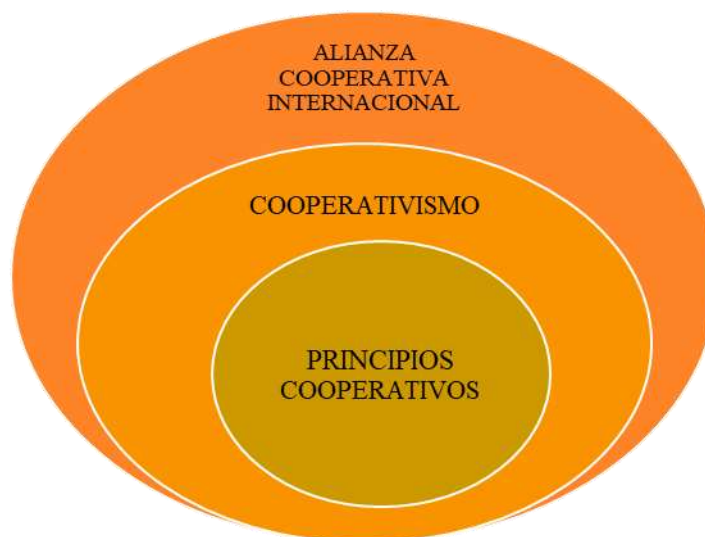 ALIANZA
COOPERATIVA
INTERNACIONAL
COOPERATIVISMO
PRINCIPIOS
COOPERATIVOS